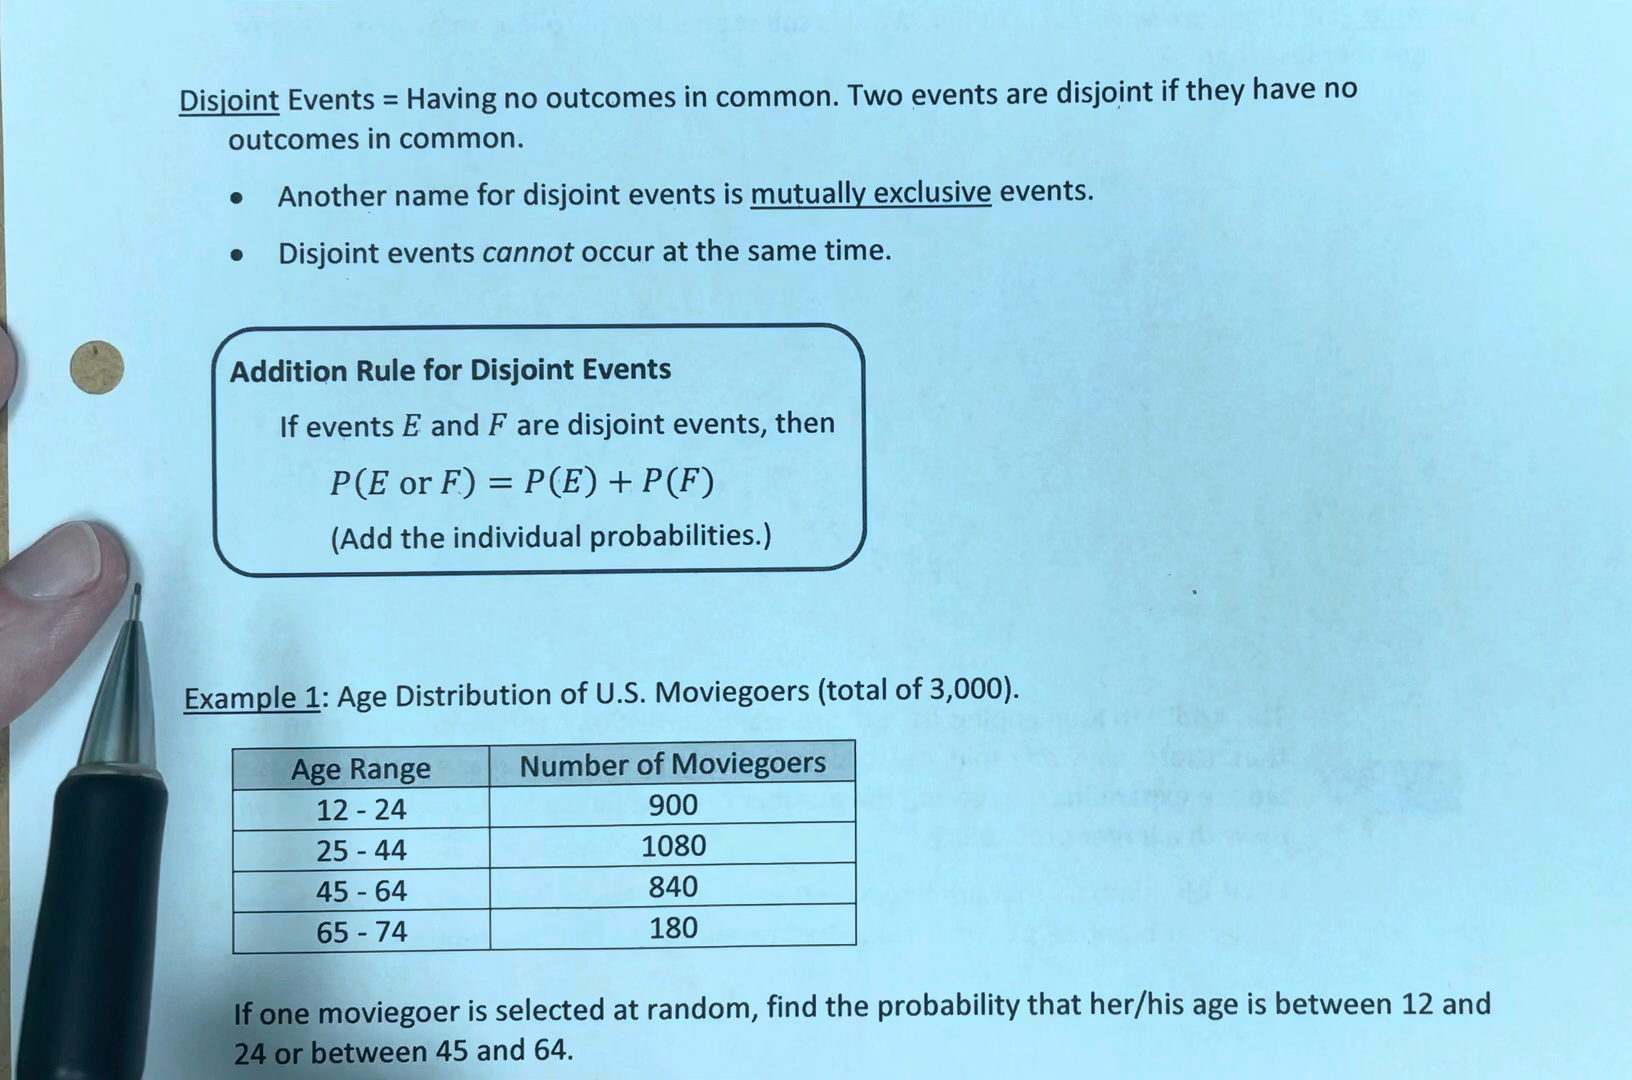 Disjoint Events = Having no outcomes in common. Two events are disjoint if they have no
outcomes in common.
• Another name for disjoint events is mutually exclusive events.
• Disjoint events cannot occur at the same time.
Addition Rule for Disjoint Events
If events E and F are disjoint events, then
P(E or F) = P(E) + P(F)
(Add the individual probabilities.)
Example 1: Age Distribution of U.S. Moviegoers (total of 3,000).
Age Range Number of Moviegoers
12 - 24 900
25 - 44 1080
45 - 64 840
65 - 74 180
If one moviegoer is selected at random, find the probability that her/his age is between 12 and
24 or between 45 and 64.